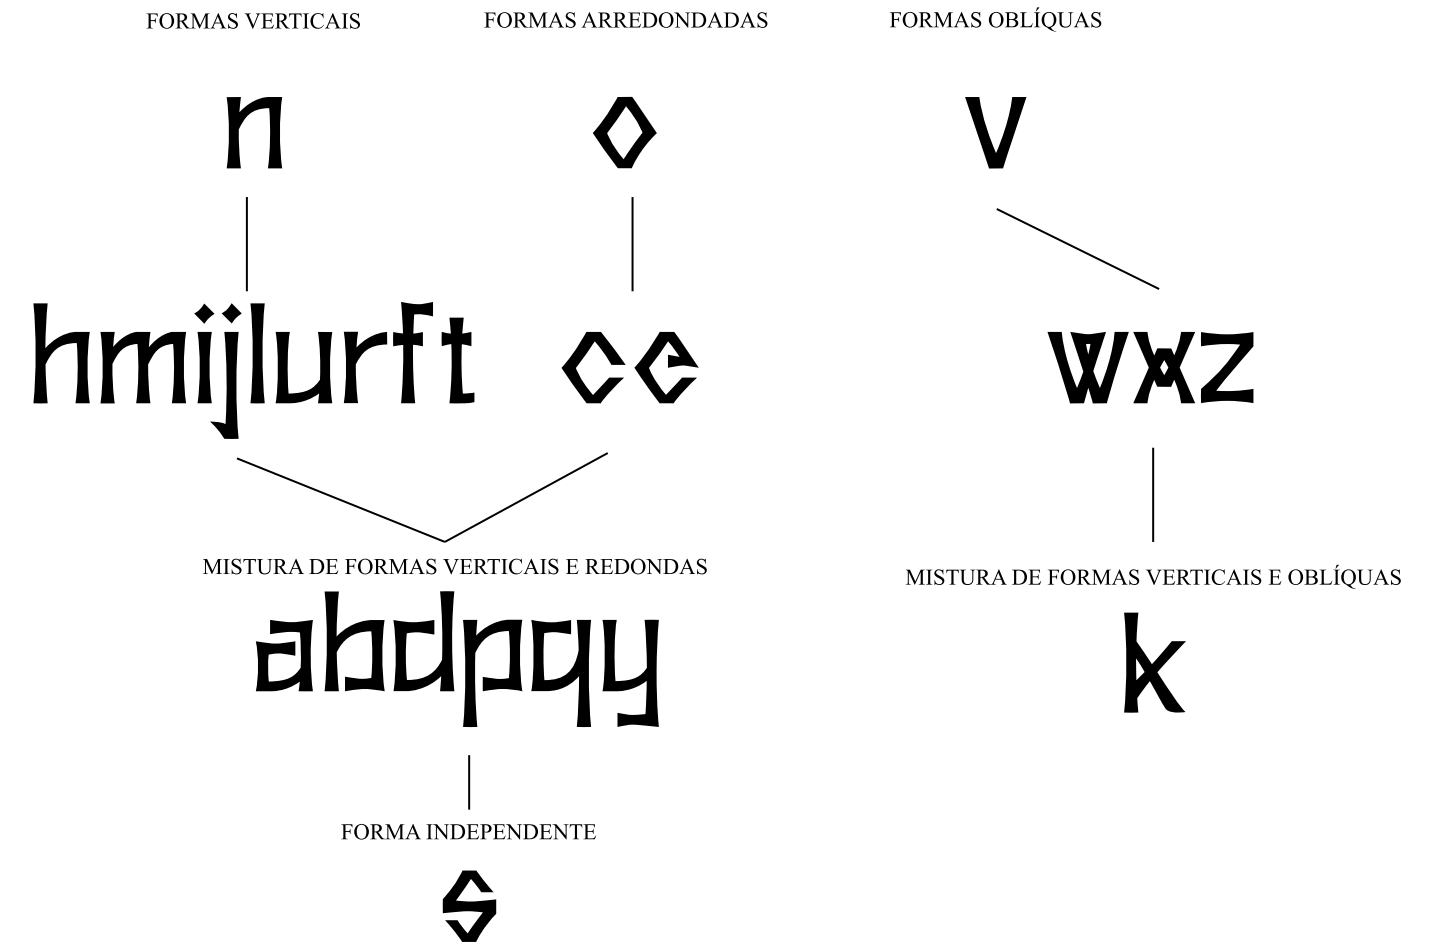 FORMAS VERTICAIS
FORMAS ARREDONDADAS
FORMAS OBLÍQUAS
n
o
v
hmijlurft
ce
wxz
MISTURA DE FORMAS VERTICAIS E REDONDAS
MISTURA DE FORMAS VERTICAIS E OBLÍQUAS
abdpqy
k
FORMA INDEPENDENTE
s